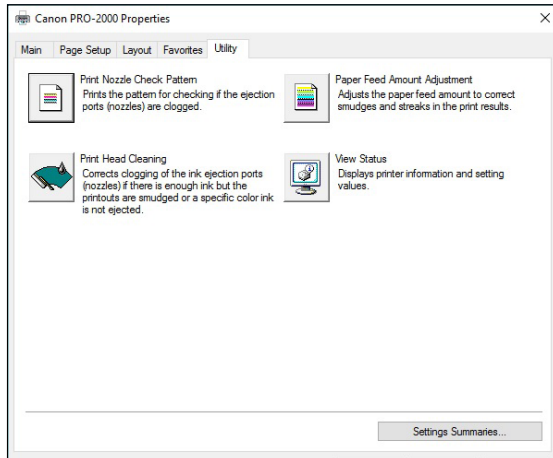 Canon PRO-2000 Properties
Main Page Setup Layout Favorites Utility
Print Nozzle Check Pattern
Prints the pattern for checking if the ejection
ports (nozzles) are clogged.
Paper Feed Amount Adjustment
Adjusts the paper feed amount to correct
smudges and streaks in the print results.
Print Head Cleaning
Corrects clogging of the ink ejection ports
(nozzles) if there is enough ink but the
printouts are smudged or a specific color ink
is not ejected.
View Status
Displays printer information and setting
values.
Settings Summaries...